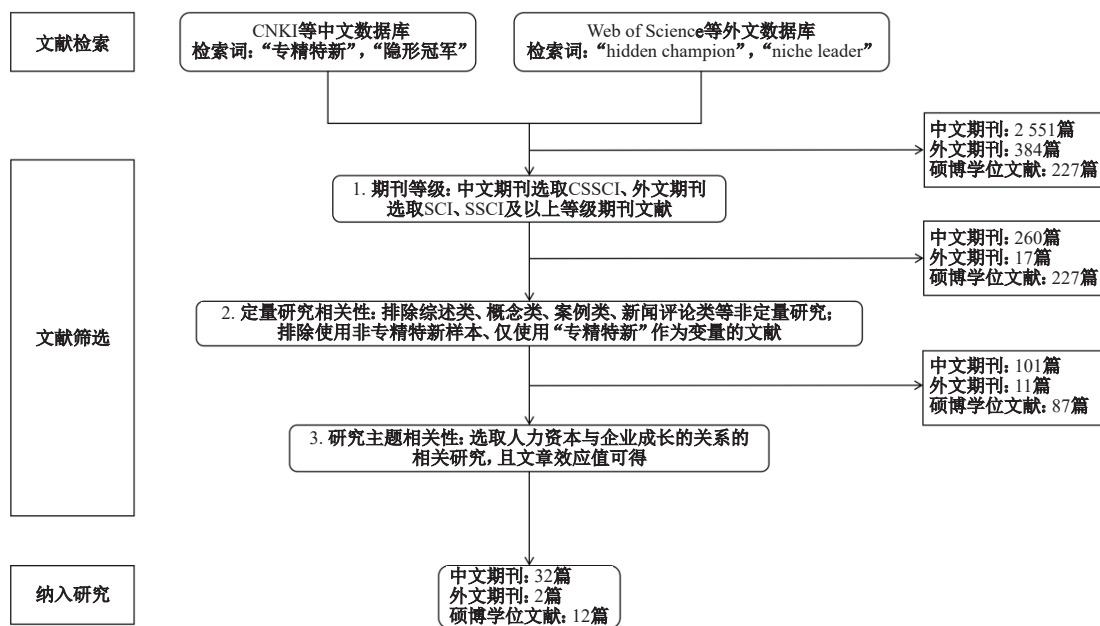 文献检索
CNKI等中文数据库
检索词:“专精特新”,“隐形冠军”
Web of Science等外文数据库
检索词:“hidden champion”,“niche leader”
中文期刊: 2 551篇
外文期刊: 384篇
硕博学位文献: 227篇
文献筛选
1. 期刊等级: 中文期刊选取CSSCI、外文期刊
选取SCI、SSCI及以上等级期刊文献
中文期刊: 260篇
外文期刊: 17篇
硕博学位文献: 227篇
2. 定量研究相关性: 排除综述类、概念类、案例类、新闻评论类等非定量研究;
排除使用非专精特新样本、仅使用“专精特新”作为变量的文献
中文期刊: 101篇
外文期刊: 11篇
硕博学位文献: 87篇
3. 研究主题相关性: 选取人力资本与企业成长的关系的
相关研究, 且文章效应值可得
纳入研究
中文期刊: 32篇
外文期刊: 2篇
硕博学位文献: 12篇